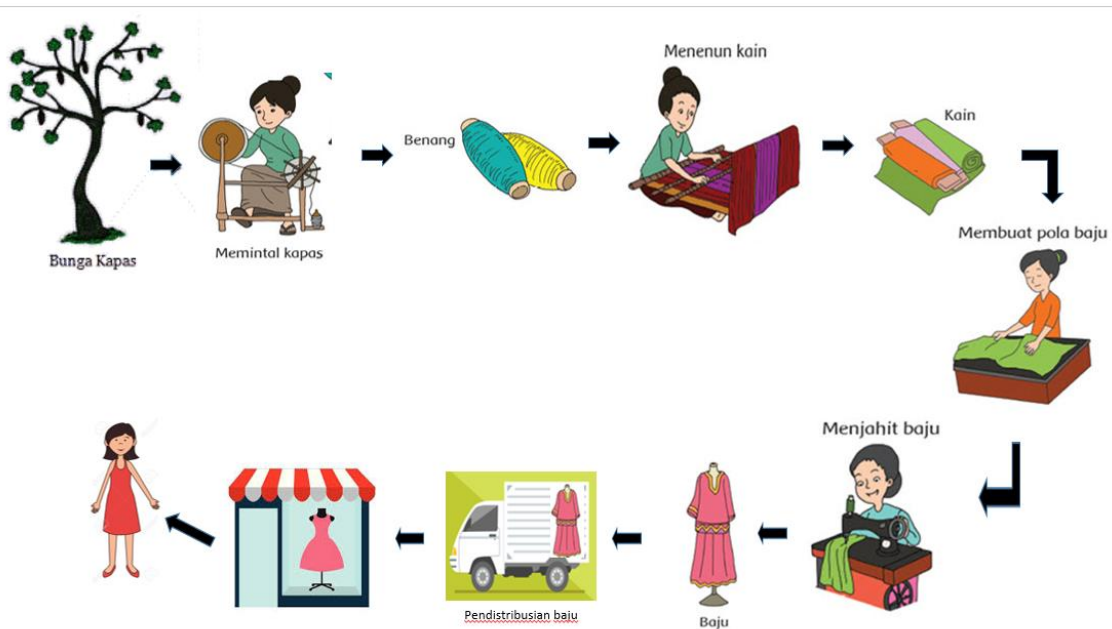 Bunga Kapas
Memintal kapas
Benang
Menenun kain
Kain
Membuat pola baju
Menjahit baju
Baju
Pendistribusian baju